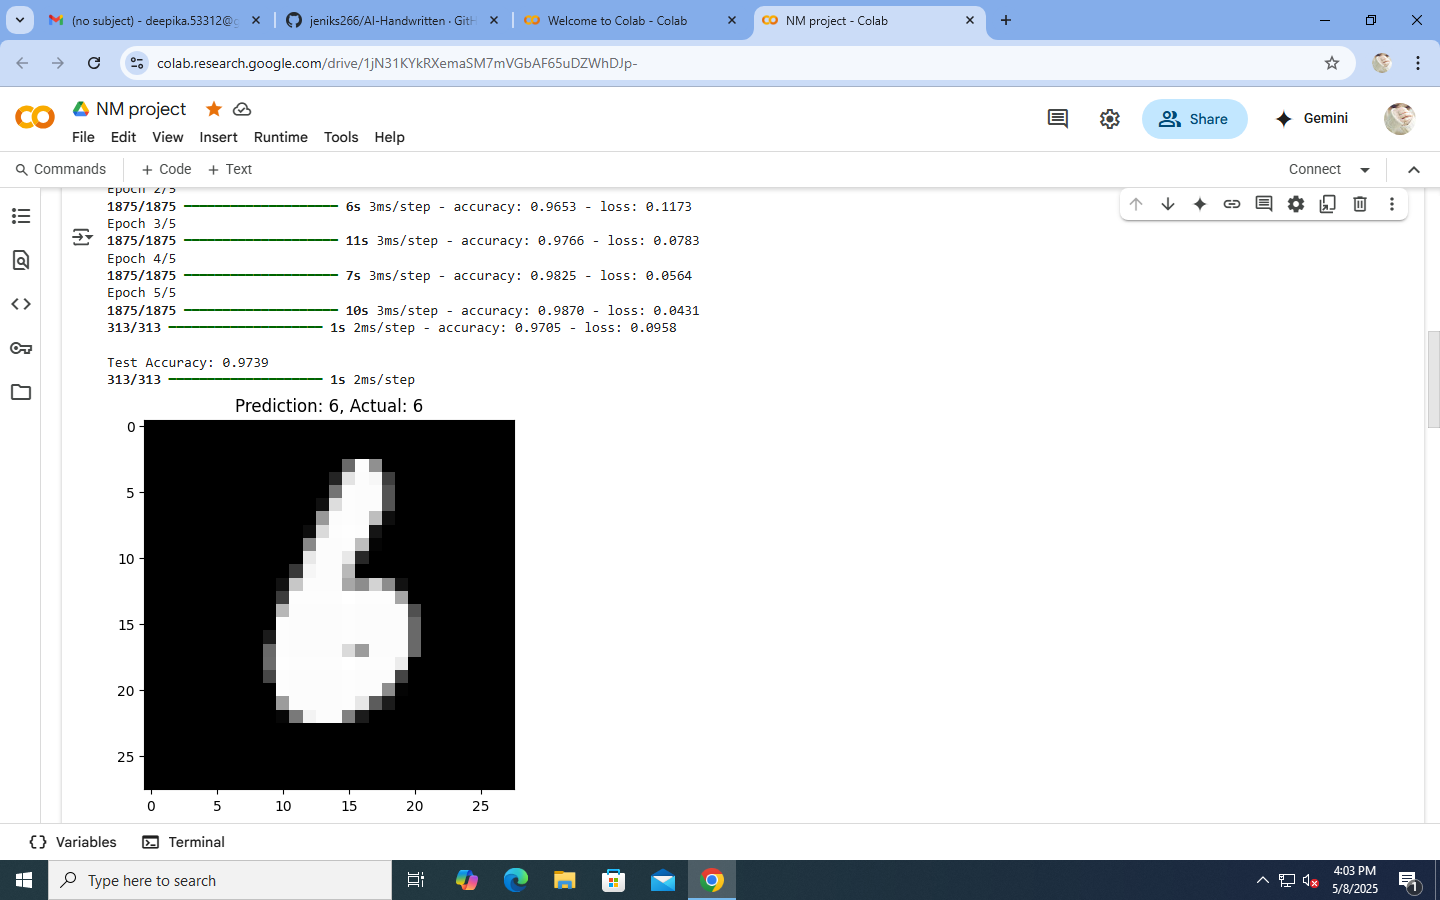 (no subject) - deepika.53312@g
jeniks266/AI-Handwritten · GitH
Welcome to Colab - Colab
NM project - Colab
colab.research.google.com/drive/1jN31KYkRXemaSM7mVGbAF65uDZWhDJp-
NM project
File Edit View Insert Runtime Tools Help
Share
Gemini
Commands + Code + Text
Connect
Epoch 2/5
1875/1875 6s 3ms/step - accuracy: 0.9653 - loss: 0.1173
Epoch 3/5
1875/1875 11s 3ms/step - accuracy: 0.9766 - loss: 0.0783
Epoch 4/5
1875/1875 7s 3ms/step - accuracy: 0.9825 - loss: 0.0564
Epoch 5/5
1875/1875 10s 3ms/step - accuracy: 0.9870 - loss: 0.0431
313/313 1s 2ms/step - accuracy: 0.9705 - loss: 0.0958
Test Accuracy: 0.9739
313/313 1s 2ms/step
Prediction: 6, Actual: 6
0
5
10
15
20
25
0 5 10 15 20 25
Variables Terminal
Type here to search
4:03 PM
5/8/2025
1